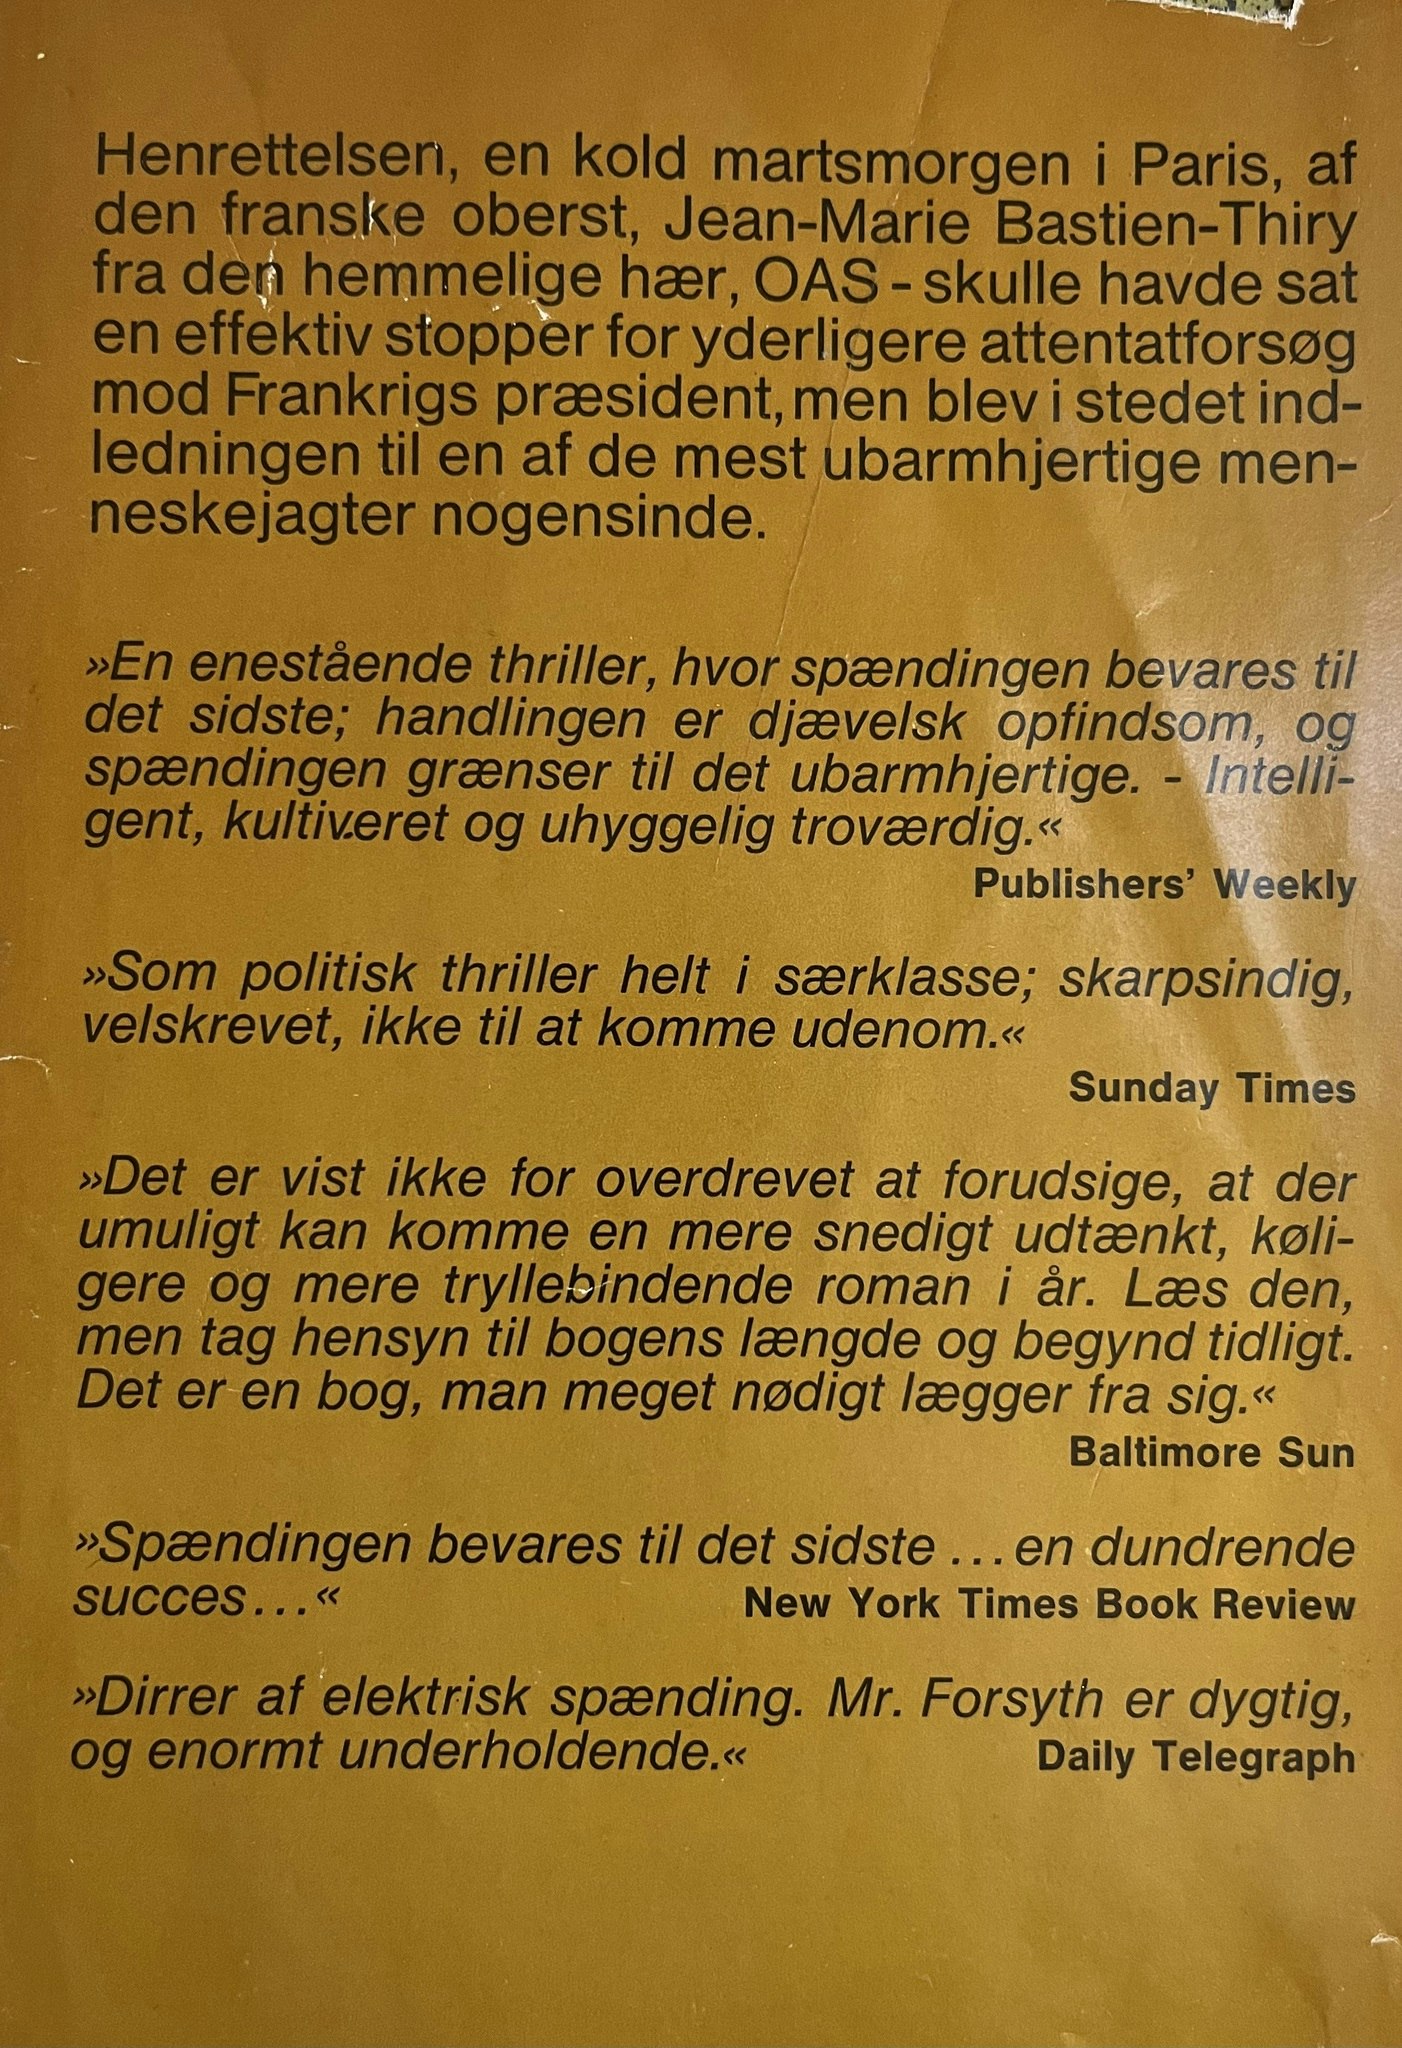 Henrettelsen, en kold martsmorgen i Paris, af
den franske oberst, Jean-Marie Bastien-Thiry
fra den hemmelige hær, OAS - skulle havde sat
en effektiv stopper for yderligere attentatforsøg
mod Frankrigs præsident, men blev i stedet ind-
ledningen til en af de mest ubarmhjertige men-
neskejagter nogensinde.
»En enestående thriller, hvor spændingen bevares til
det sidste; handlingen er djævelsk opfindsom, og
spændingen grænser til det ubarmhjertige. - Intelli-
gent, kultiveret og uhyggelig troværdig.«
Publishers' Weekly
»Som politisk thriller helt i særklasse; skarpsindig,
velskrevet, ikke til at komme udenom.«
Sunday Times
»Det er vist ikke for overdrevet at forudsige, at der
umuligt kan komme en mere snedigt udtænkt, køli-
gere og mere tryllebindende roman i år. Læs den,
men tag hensyn til bogens længde og begynd tidligt.
Det er en bog, man meget nødigt lægger fra sig.«
Baltimore Sun
»Spændingen bevares til det sidste ... en dundrende
succes...« New York Times Book Review
»Dirrer af elektrisk spænding. Mr. Forsyth er dygtig,
og enormt underholdende.« Daily Telegraph